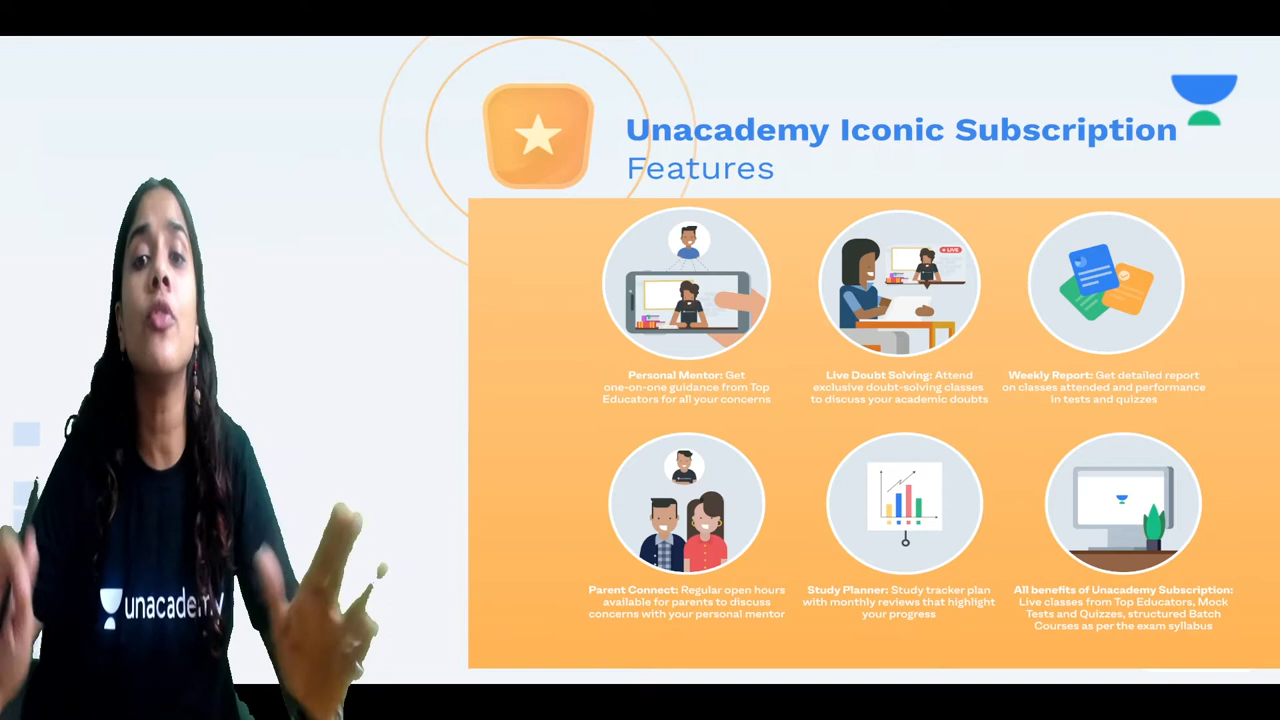 Unacademy Iconic Subscription
Features
LIVE
Personal Mentor: Get
one-on-one guidance from Top
Educators for all your concerns
Live Doubt Solving: Attend
exclusive doubt-solving classes
to discuss your academic doubts
Weekly Report: Get detailed report
on classes attended and performance
in tests and quizzes
Parent Connect: Regular open hours
available for parents to discuss
concerns with your personal mentor
Study Planner: Study tracker plan
with monthly reviews that highlight
your progress
All benefits of Unacademy Subscription:
Live classes from Top Educators, Mock
Tests and Quizzes, structured Batch
Courses as per the exam syllabus
unacademy